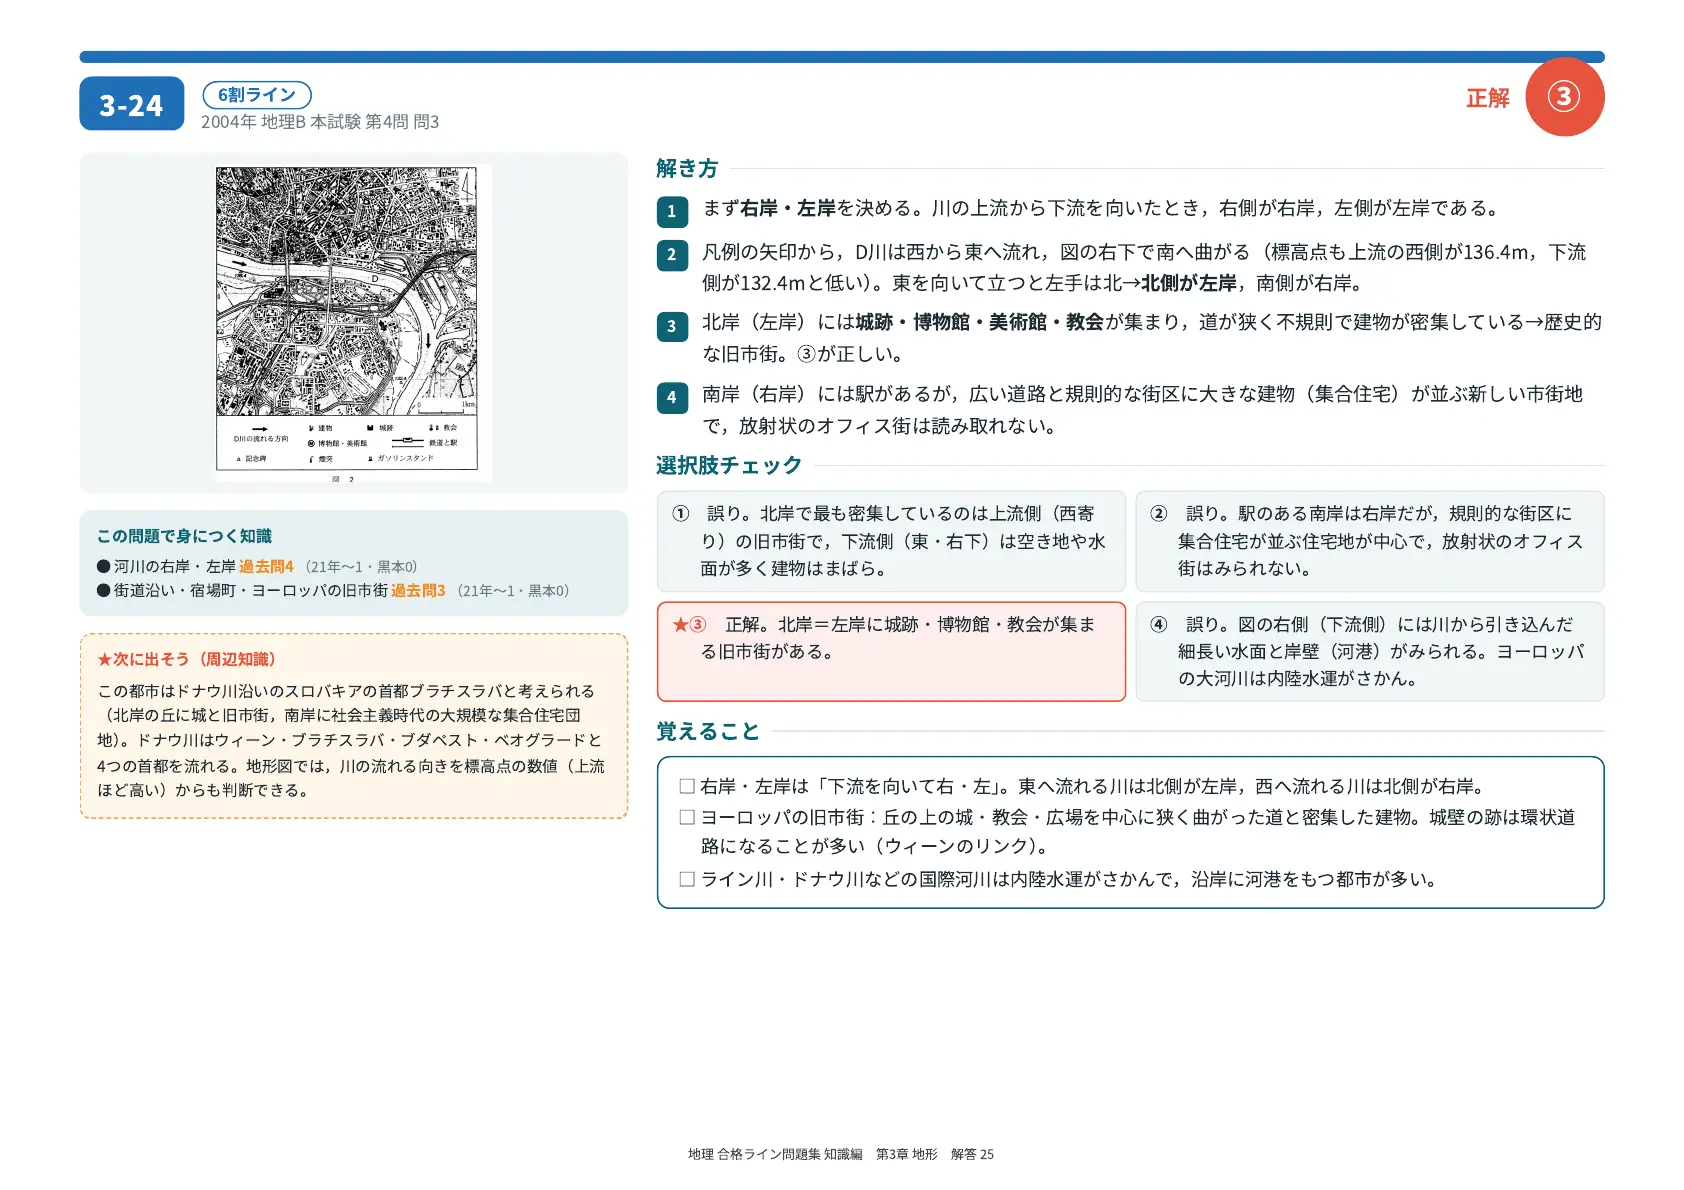 3-24
6割ライン
2004年 地理B 本試験 第4問 問3
正解 ③
D
0 1km
D川の流れる方向
建物
城跡
教会
博物館・美術館
鉄道と駅
記念碑
煙突
ガソリンスタンド
図 2
この問題で身につく知識
●河川の右岸・左岸 過去問4 （21年〜1・黒本0）
●街道沿い・宿場町・ヨーロッパの旧市街 過去問3 （21年〜1・黒本0）
★次に出そう（周辺知識）
この都市はドナウ川沿いのスロバキアの首都ブラチスラバと考えられる
（北岸の丘に城と旧市街，南岸に社会主義時代の大規模な集合住宅団
地）。ドナウ川はウィーン・ブラチスラバ・ブダペスト・ベオグラードと
4つの首都を流れる。地形図では，川の流れる向きを標高点の数値（上流
ほど高い）からも判断できる。
解き方
1 まず右岸・左岸を決める。川の上流から下流を向いたとき，右側が右岸，左側が左岸である。
2 凡例の矢印から，D川は西から東へ流れ，図の右下で南へ曲がる（標高点も上流の西側が136.4m，下流
側が132.4mと低い）。東を向いて立つと左手は北→北側が左岸，南側が右岸。
3 北岸（左岸）には城跡・博物館・美術館・教会が集まり，道が狭く不規則で建物が密集している→歴史的
な旧市街。③が正しい。
4 南岸（右岸）には駅があるが，広い道路と規則的な街区に大きな建物（集合住宅）が並ぶ新しい市街地
で，放射状のオフィス街は読み取れない。
選択肢チェック
① 誤り。北岸で最も密集しているのは上流側（西寄
り）の旧市街で，下流側（東・右下）は空き地や水
面が多く建物はまばら。
② 誤り。駅のある南岸は右岸だが，規則的な街区に
集合住宅が並ぶ住宅地が中心で，放射状のオフィス
街はみられない。
★③ 正解。北岸＝左岸に城跡・博物館・教会が集ま
る旧市街がある。
④ 誤り。図の右側（下流側）には川から引き込んだ
細長い水面と岸壁（河港）がみられる。ヨーロッパ
の大河川は内陸水運がさかん。
覚えること
□ 右岸・左岸は「下流を向いて右・左」。東へ流れる川は北側が左岸，西へ流れる川は北側が右岸。
□ ヨーロッパの旧市街：丘の上の城・教会・広場を中心に狭く曲がった道と密集した建物。城壁の跡は環状道
路になることが多い（ウィーンのリンク）。
□ ライン川・ドナウ川などの国際河川は内陸水運がさかんで，沿岸に河港をもつ都市が多い。
地理 合格ライン問題集 知識編 第3章 地形 解答 25